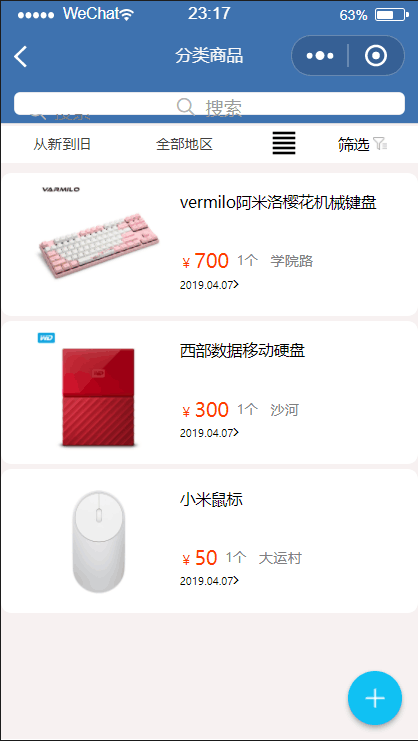 WeChat 23:17 63%
分类商品
搜索
从新到旧 全部地区 筛选
VARMILO
vermilo阿米洛樱花机械键盘
¥ 700 1个 学院路
2019.04.07
WD
西部数据移动硬盘
¥ 300 1个 沙河
2019.04.07
小米鼠标
¥ 50 1个 大运村
2019.04.07